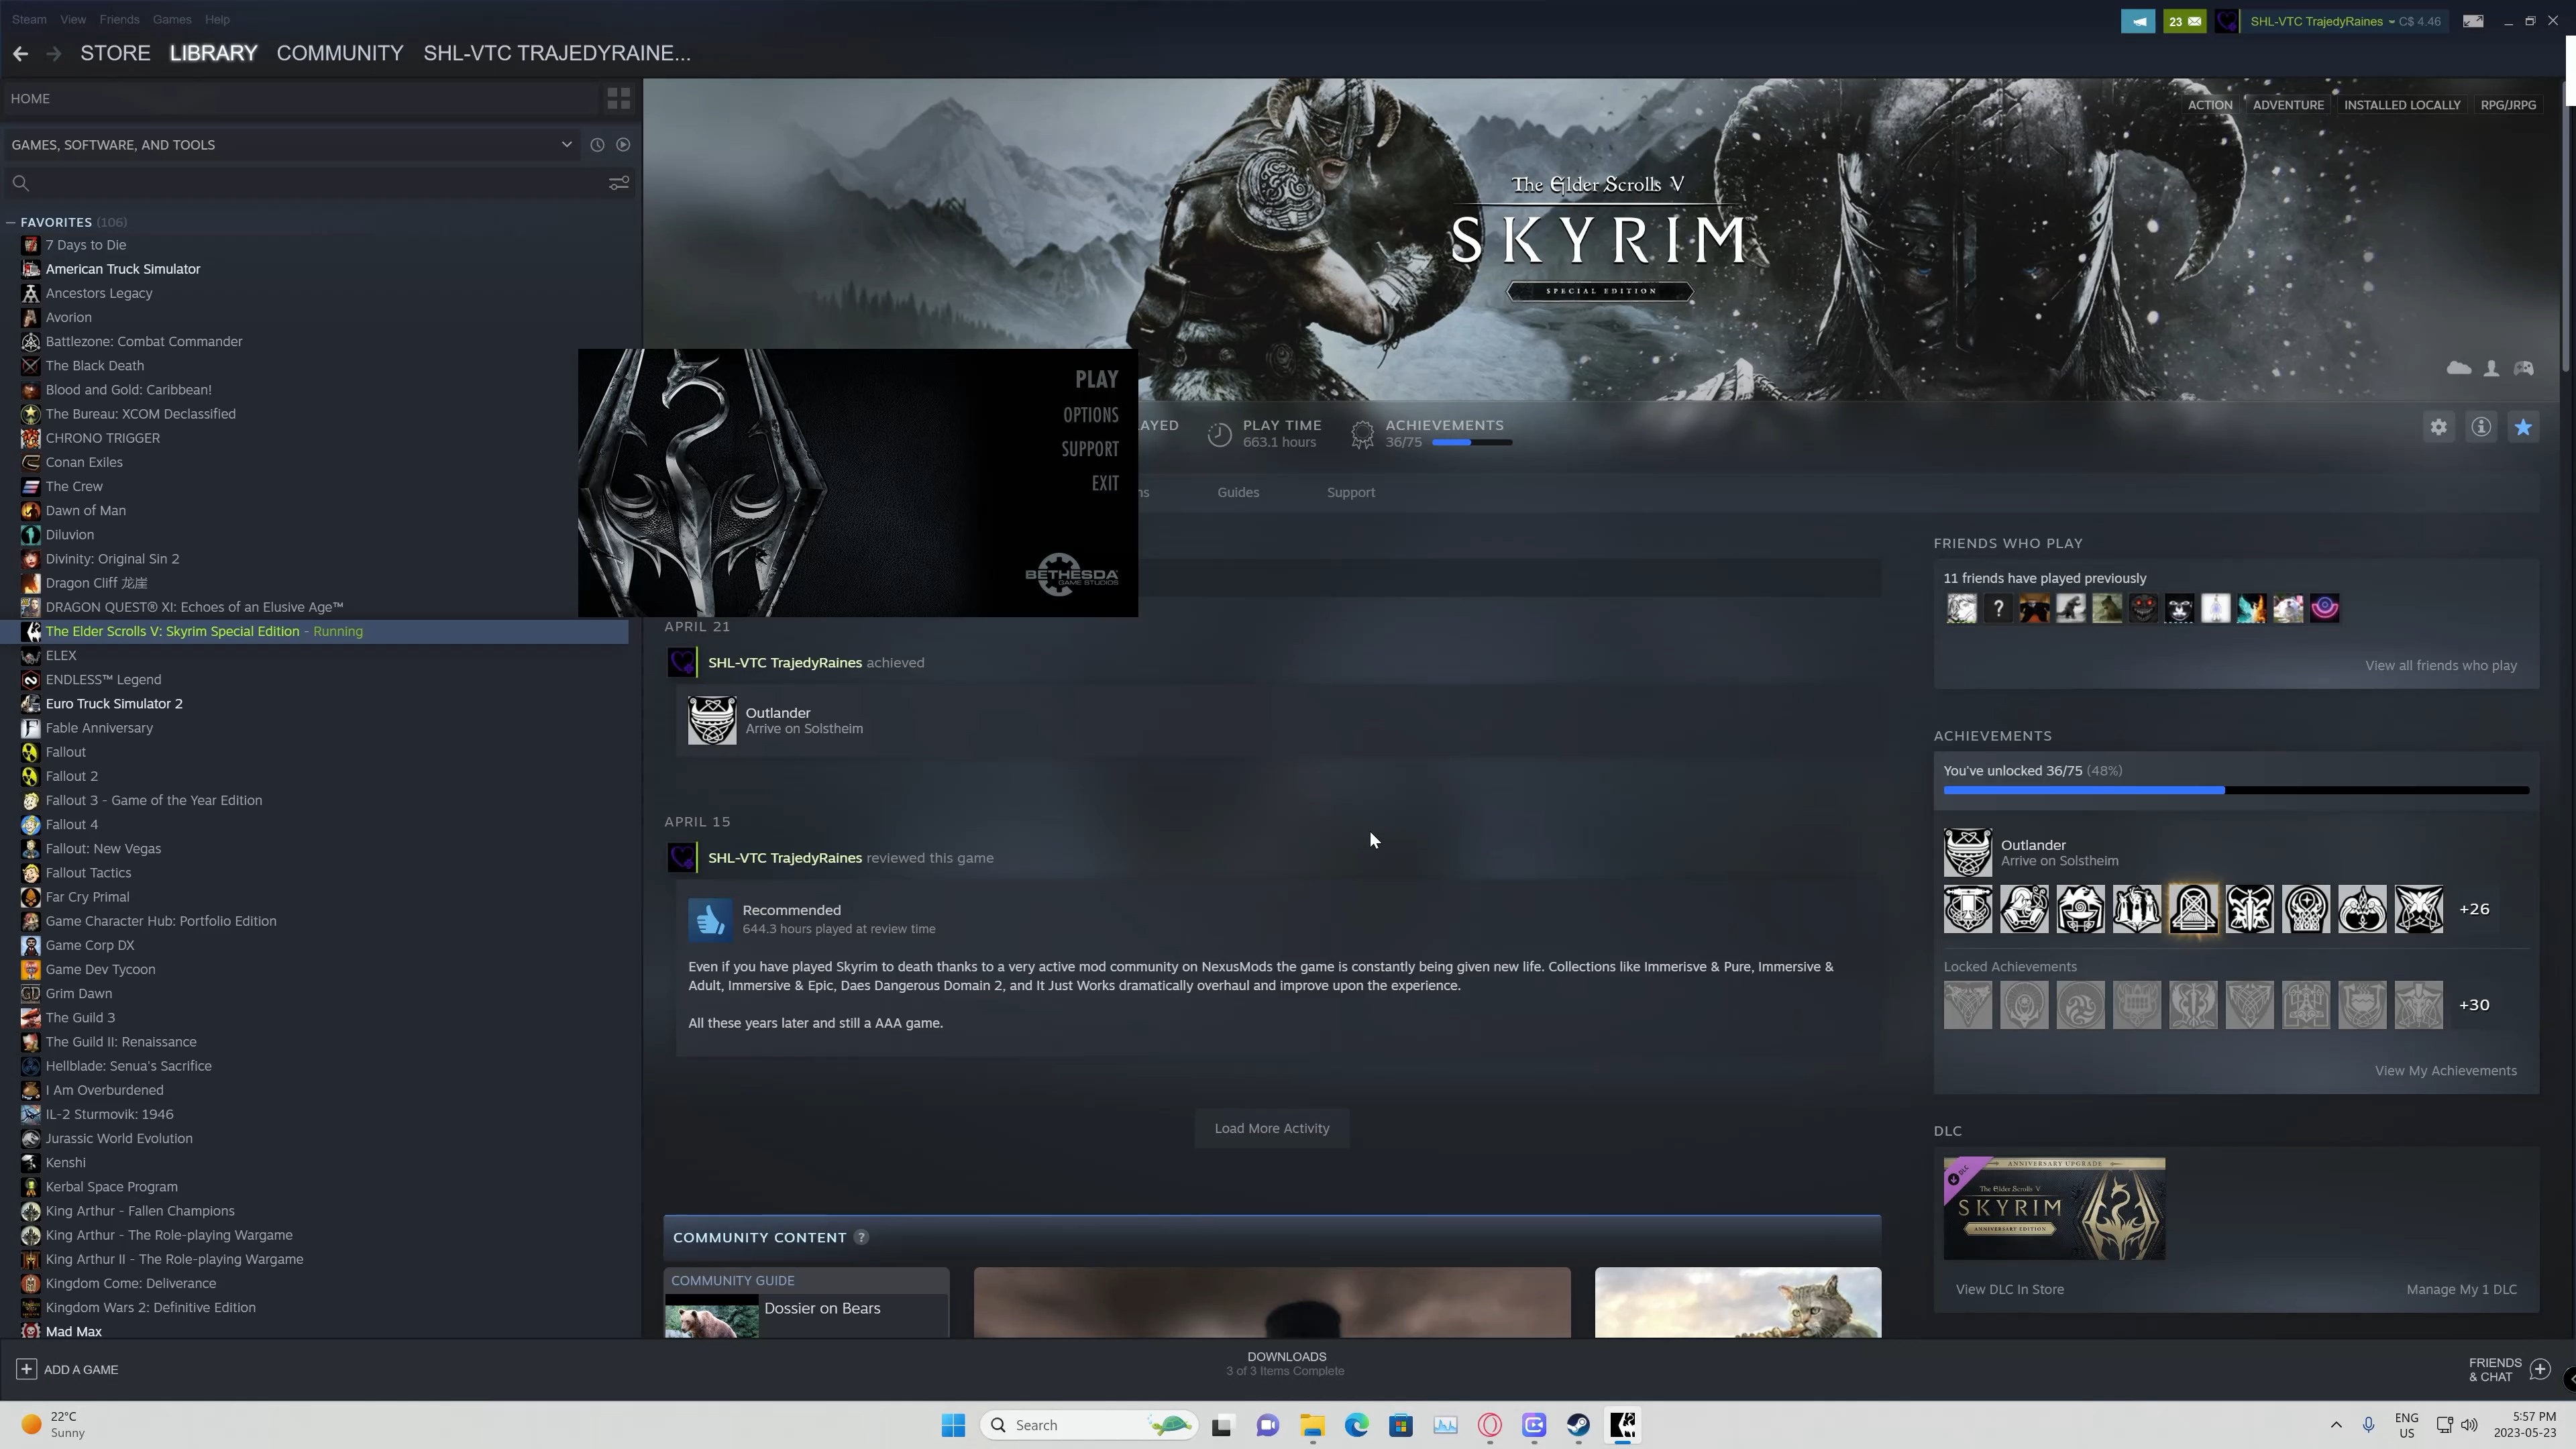 Steam View Friends Games Help
23
SHL-VTC TrajedyRaines C$ 4.46
STORE LIBRARY COMMUNITY SHL-VTC TRAJEDYRAINE...
HOME
GAMES, SOFTWARE, AND TOOLS
FAVORITES (106)
7 Days to Die
American Truck Simulator
Ancestors Legacy
Avorion
Battlezone: Combat Commander
The Black Death
Blood and Gold: Caribbean!
The Bureau: XCOM Declassified
CHRONO TRIGGER
Conan Exiles
The Crew
Dawn of Man
Diluvion
Divinity: Original Sin 2
Dragon Cliff 龙崖
DRAGON QUEST® XI: Echoes of an Elusive Age™
The Elder Scrolls V: Skyrim Special Edition - Running
ELEX
ENDLESS™ Legend
Euro Truck Simulator 2
Fable Anniversary
Fallout
Fallout 2
Fallout 3 - Game of the Year Edition
Fallout 4
Fallout: New Vegas
Fallout Tactics
Far Cry Primal
Game Character Hub: Portfolio Edition
Game Corp DX
Game Dev Tycoon
Grim Dawn
The Guild 3
The Guild II: Renaissance
Hellblade: Senua's Sacrifice
I Am Overburdened
IL-2 Sturmovik: 1946
Jurassic World Evolution
Kenshi
Kerbal Space Program
King Arthur - Fallen Champions
King Arthur - The Role-playing Wargame
King Arthur II - The Role-playing Wargame
Kingdom Come: Deliverance
Kingdom Wars 2: Definitive Edition
Mad Max
ADD A GAME
ACTION ADVENTURE INSTALLED LOCALLY RPG/JRPG
The Elder Scrolls V
SKYRIM
SPECIAL EDITION
PLAY
OPTIONS
SUPPORT
EXIT
BETHESDA
GAME STUDIOS
AYED
PLAY TIME
663.1 hours
ACHIEVEMENTS
36/75
ns Guides Support
APRIL 21
SHL-VTC TrajedyRaines achieved
Outlander
Arrive on Solstheim
APRIL 15
SHL-VTC TrajedyRaines reviewed this game
Recommended
644.3 hours played at review time
Even if you have played Skyrim to death thanks to a very active mod community on NexusMods the game is constantly being given new life. Collections like Immerisve & Pure, Immersive &
Adult, Immersive & Epic, Daes Dangerous Domain 2, and It Just Works dramatically overhaul and improve upon the experience.
All these years later and still a AAA game.
Load More Activity
COMMUNITY CONTENT ?
COMMUNITY GUIDE
Dossier on Bears
FRIENDS WHO PLAY
11 friends have played previously
?
View all friends who play
ACHIEVEMENTS
You've unlocked 36/75 (48%)
Outlander
Arrive on Solstheim
+26
Locked Achievements
+30
View My Achievements
DLC
DLC
ANNIVERSARY UPGRADE
The Elder Scrolls V
SKYRIM
ANNIVERSARY EDITION
View DLC In Store
Manage My 1 DLC
DOWNLOADS
3 of 3 Items Complete
FRIENDS
& CHAT
22°C
Sunny
Search
ENG
US
5:57 PM
2023-05-23